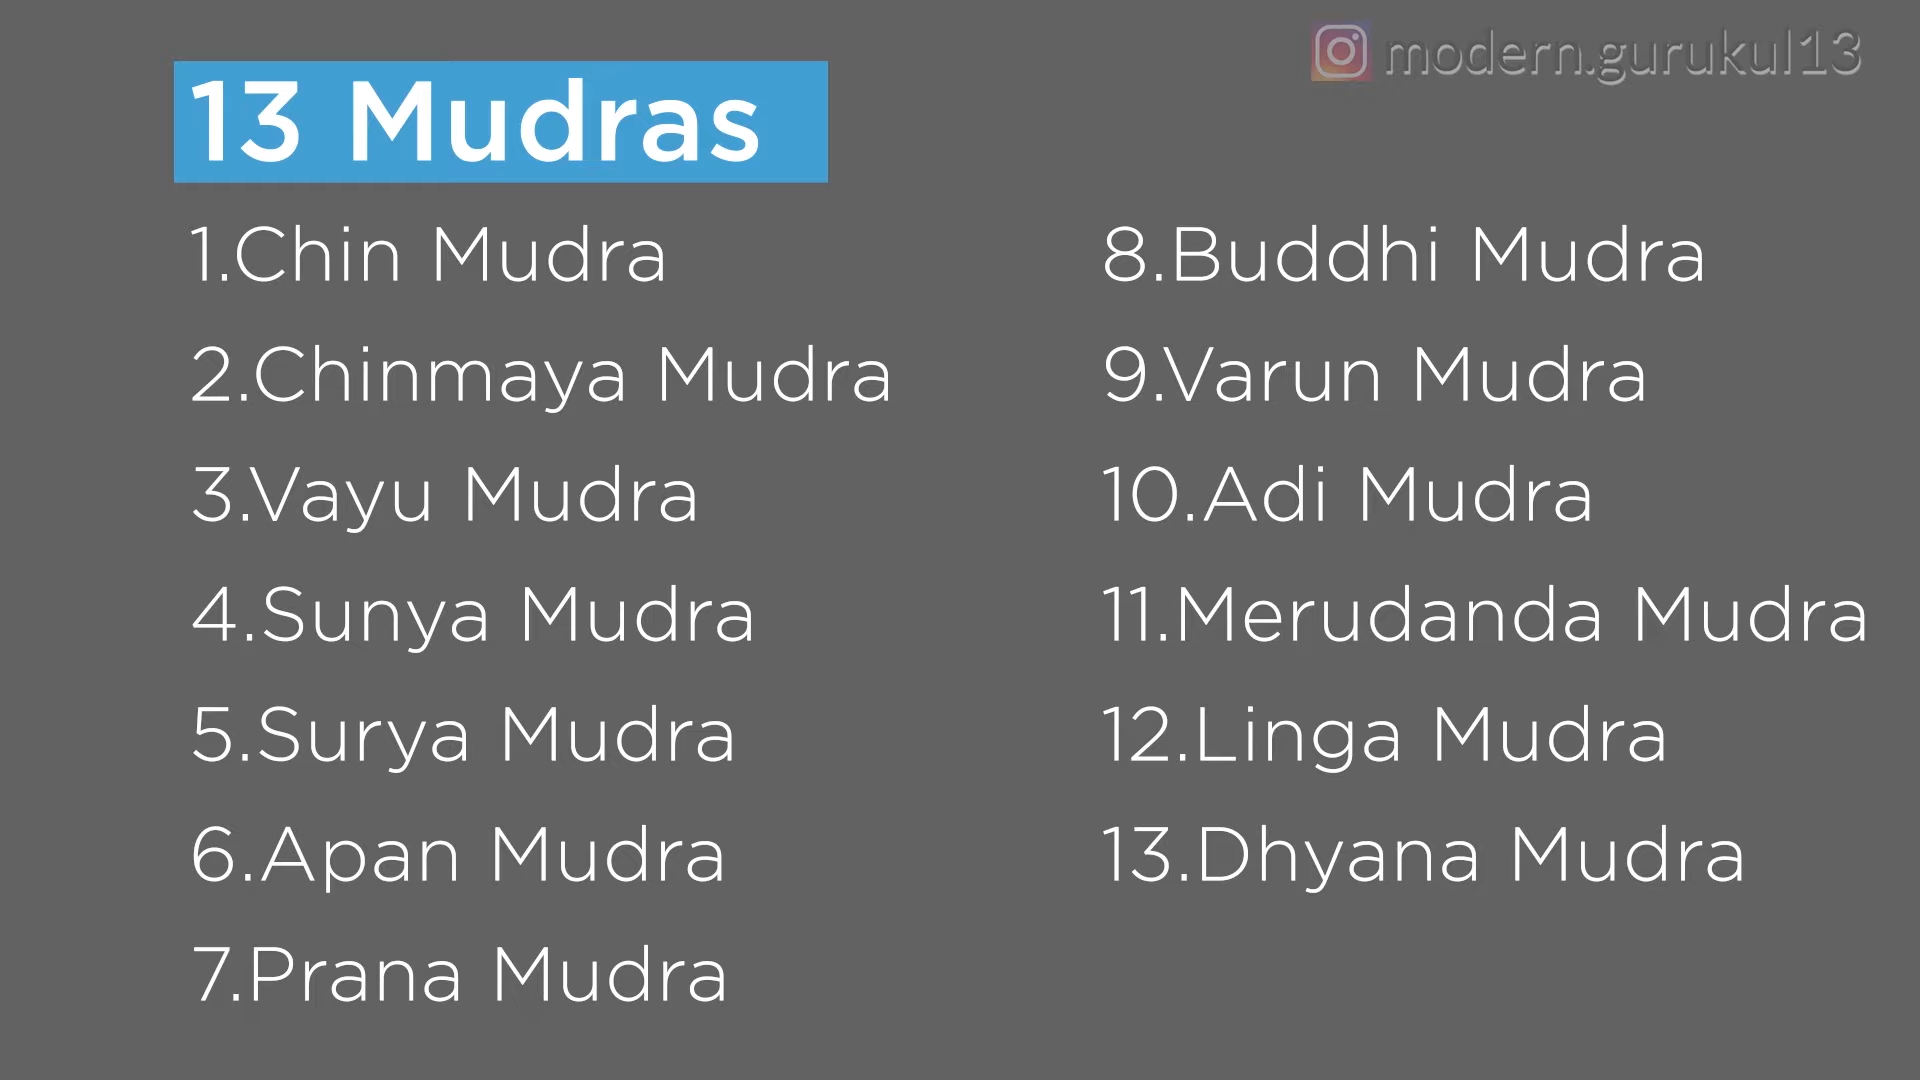 modern.gurukul13
13 Mudras
1.Chin Mudra
2.Chinmaya Mudra
3.Vayu Mudra
4.Sunya Mudra
5.Surya Mudra
6.Apan Mudra
7.Prana Mudra
8.Buddhi Mudra
9.Varun Mudra
10.Adi Mudra
11.Merudanda Mudra
12.Linga Mudra
13.Dhyana Mudra